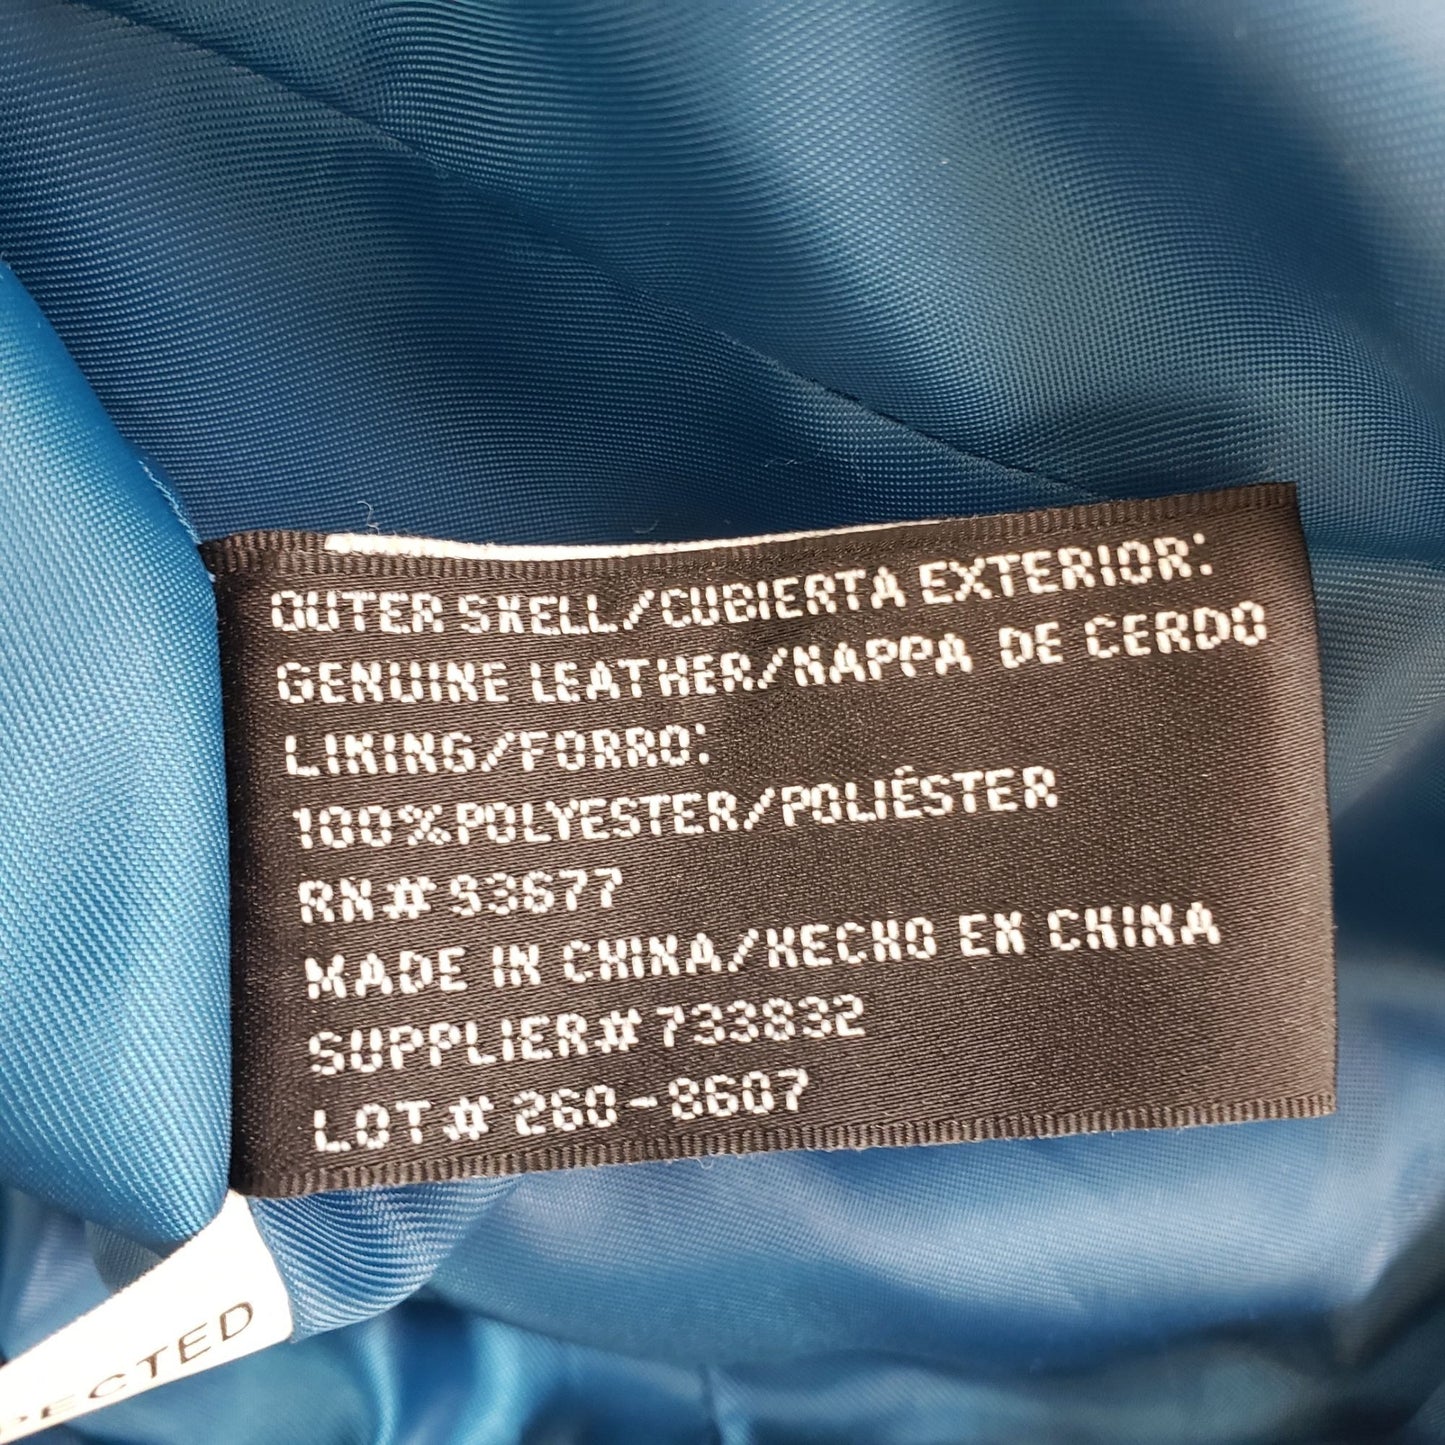 OUTER SHELL/CUBIERTA EXTERIOR:
GENUINE LEATHER/NAPPA DE CERDO
LINING/FORRO:
100%POLYESTER/POLIÉSTER
RN# 93677
MADE IN CHINA/HECHO EN CHINA
SUPPLIER# 733832
LOT# 260-8607